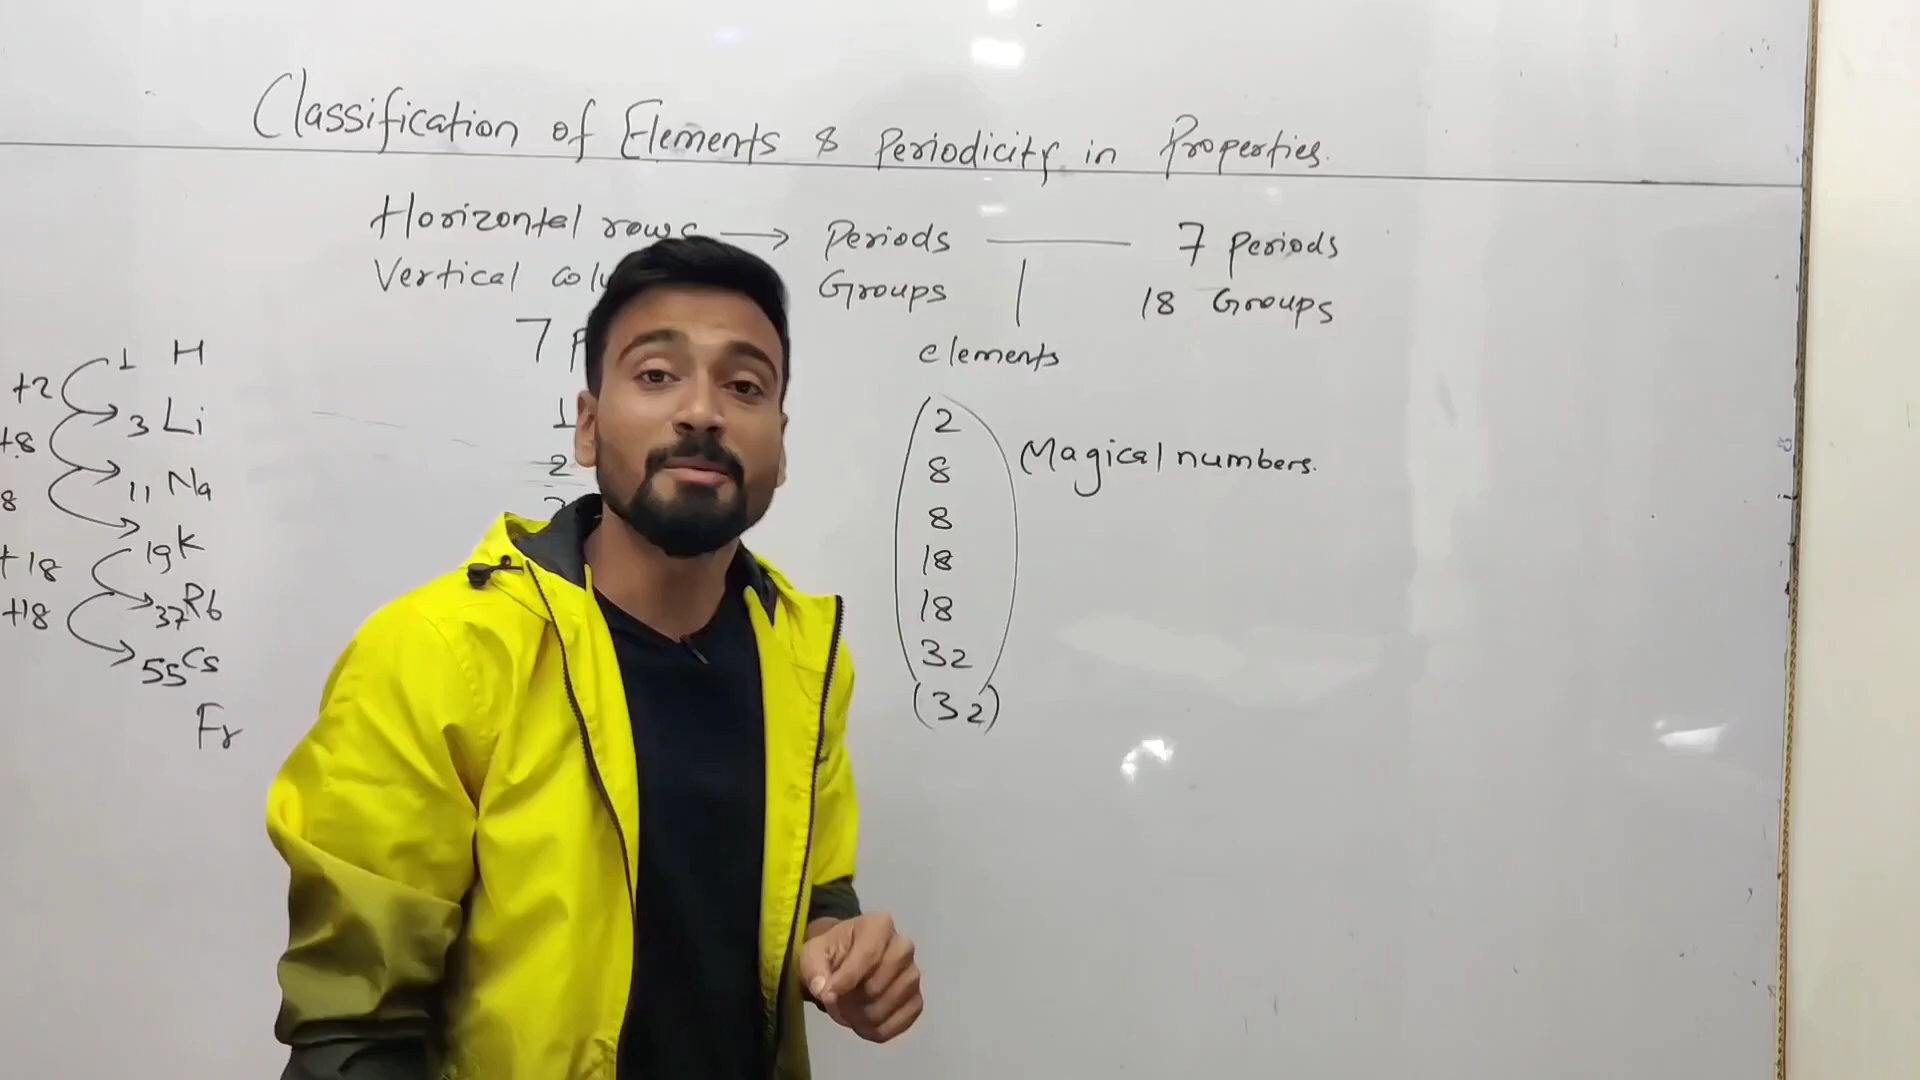 Classification of Elements & Periodicity in Properties.
Horizontal rows → Periods — 7 Periods
Vertical Groups | 18 Groups
7
elements
1 H
+2
3 Li
+8
11 Na
8
19 K
+18
37 Rb
+18
55 Cs
Fr
1
2
2
8
8
18
18
32
(32)
Magical numbers.